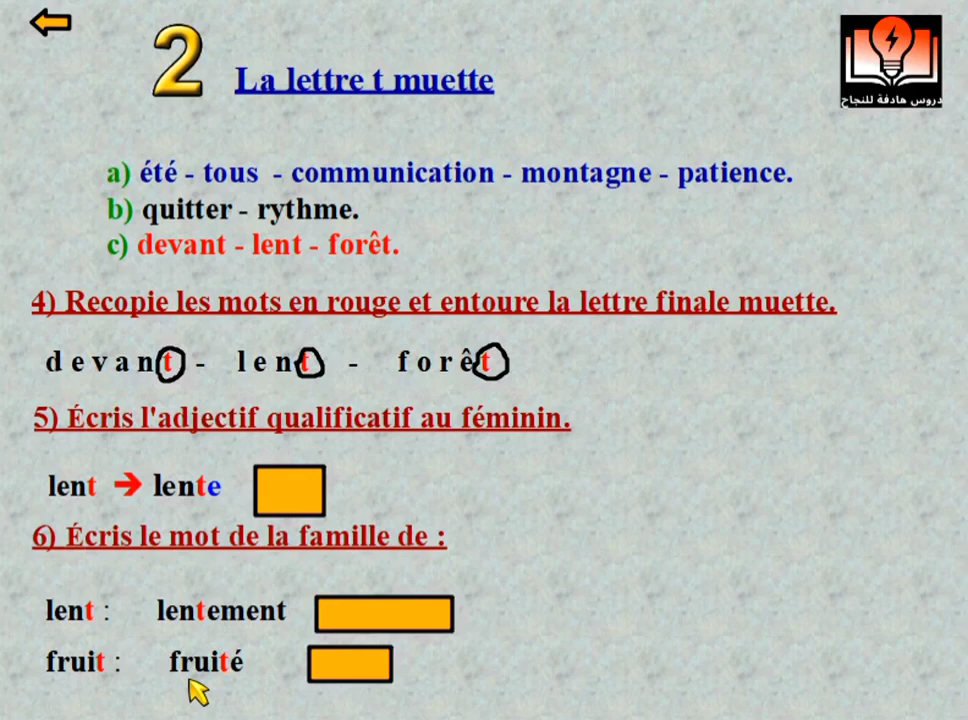 2 La lettre t muette
دروس هادفة للنجاح
a) été - tous - communication - montagne - patience.
b) quitter - rythme.
c) devant - lent - forêt.
4) Recopie les mots en rouge et entoure la lettre finale muette.
devant - lent - forêt
5) Écris l'adjectif qualificatif au féminin.
lent ➔ lente
6) Écris le mot de la famille de :
lent : lentement
fruit : fruité